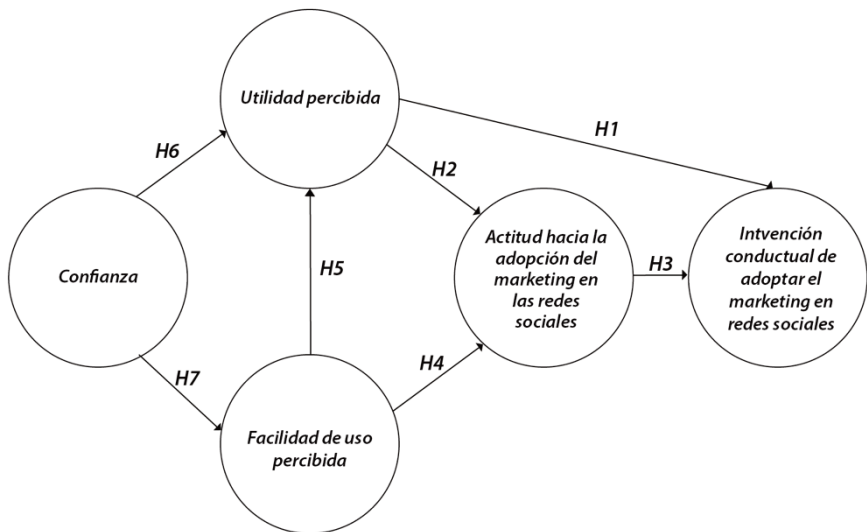 Utilidad percibida
H1
H6
H2
Confianza
H5
Actitud hacia la
adopción del
marketing en
las redes
sociales
H3
Intvención
conductual de
adoptar el
marketing en
redes sociales
H7
H4
Facilidad de uso
percibida